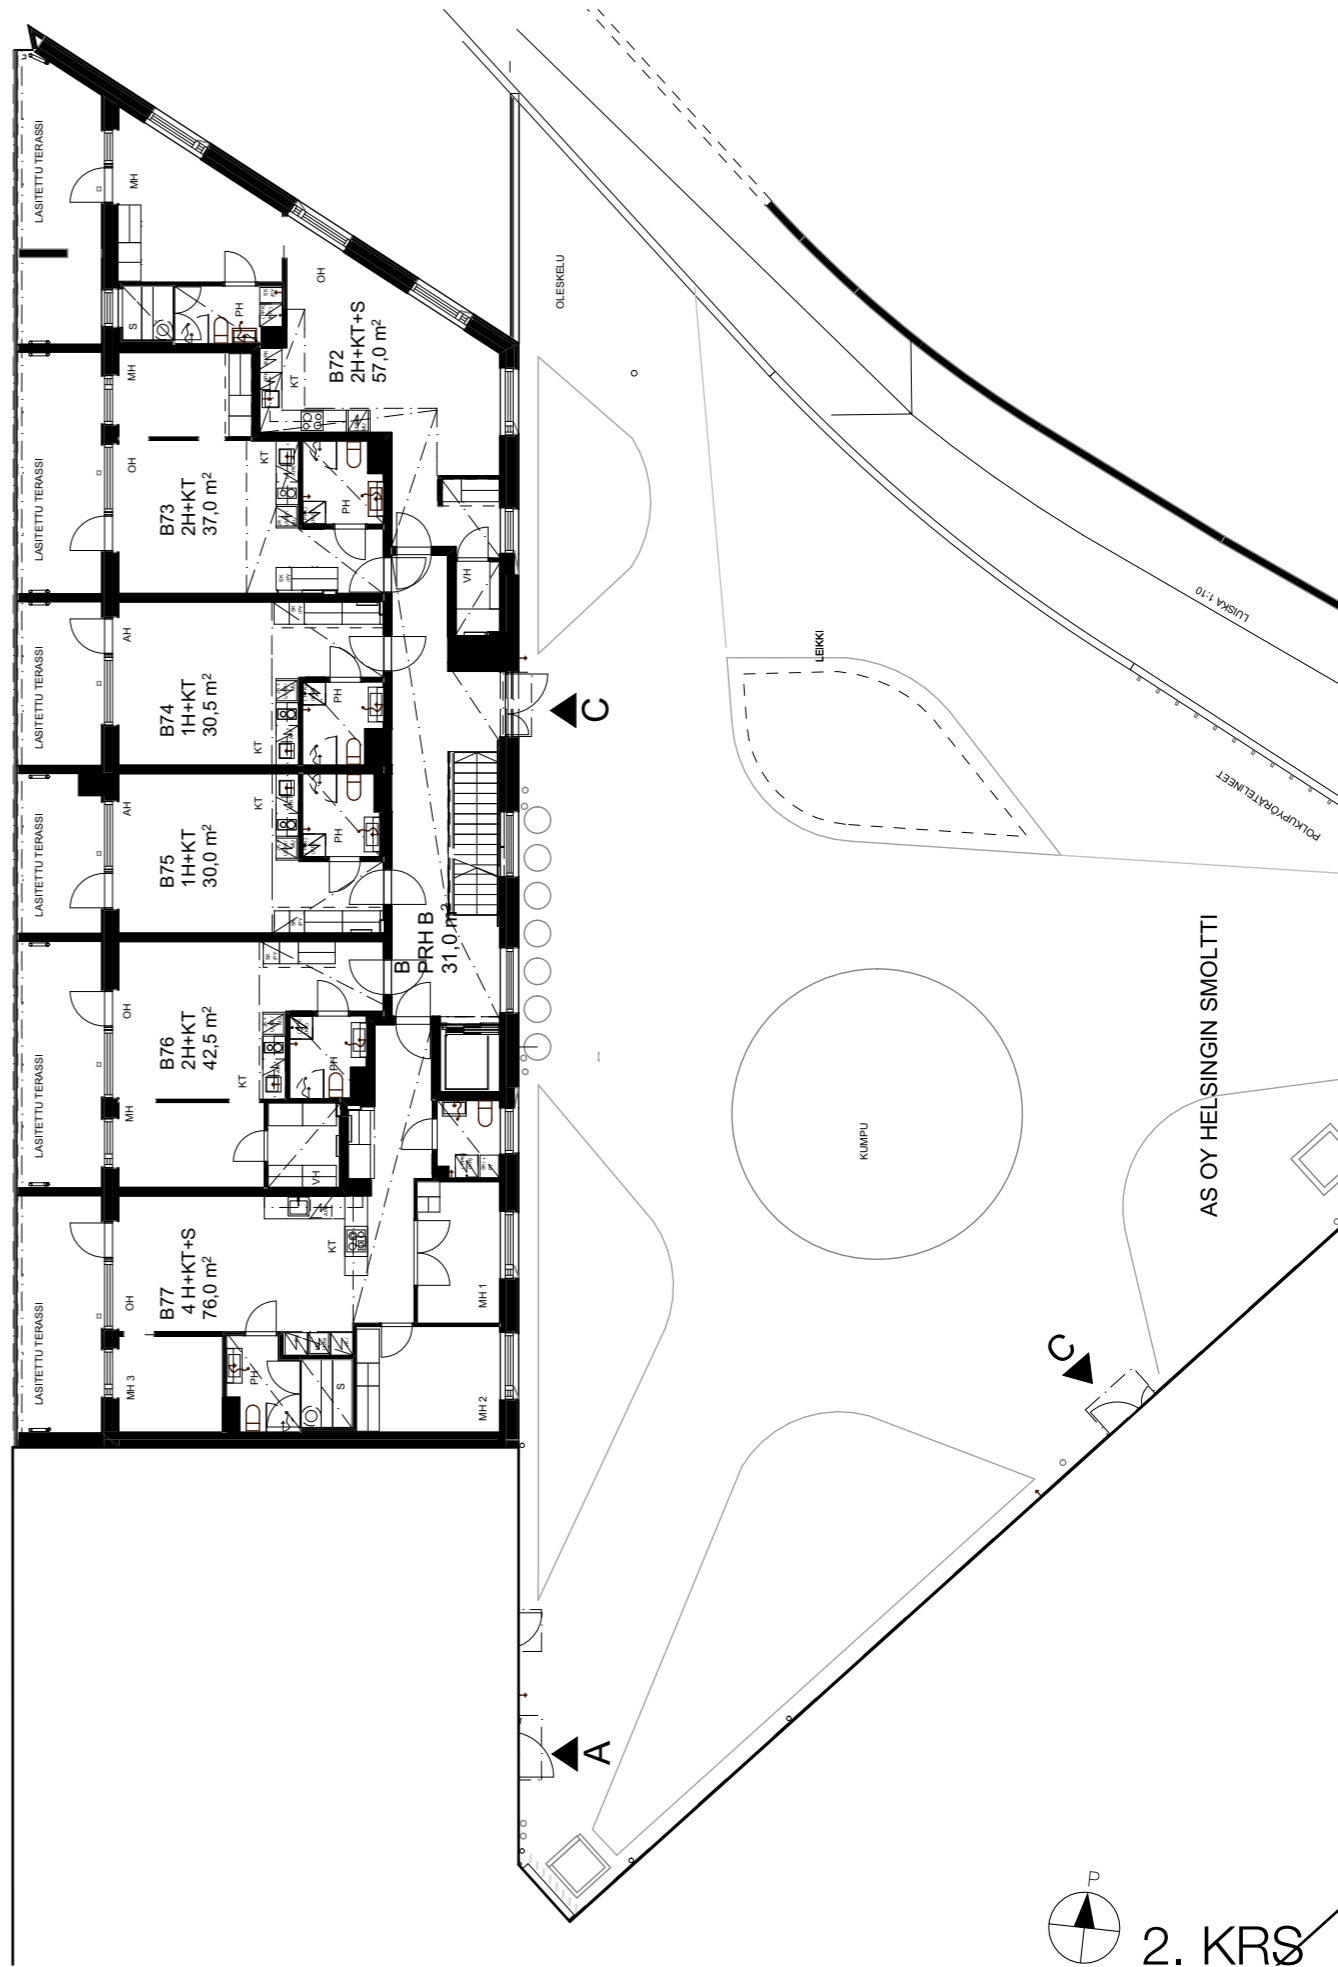 LASITETTU TERASSI
MH
S
PH
OH
KT
B72
2H+KT+S
57,0 m²
OLESKELU
LASITETTU TERASSI
MH
OH
KT
B73
2H+KT
37,0 m²
PH
VH
LASITETTU TERASSI
AH
B74
1H+KT
30,5 m²
KT
PH
C
LEIKKI
LUISKA 1:10
POLKUPYÖRÄTELINEET
LASITETTU TERASSI
AH
B75
1H+KT
30,0 m²
KT
PH
B
PRH B
31,0 m²
LASITETTU TERASSI
OH
MH
B76
2H+KT
42,5 m²
KT
PH
VH
KUMPU
AS OY HELSINGIN SMOLTTI
LASITETTU TERASSI
OH
MH 3
B77
4 H+KT+S
76,0 m²
KT
PH
S
MH 1
MH 2
C
A
P
2. KRS